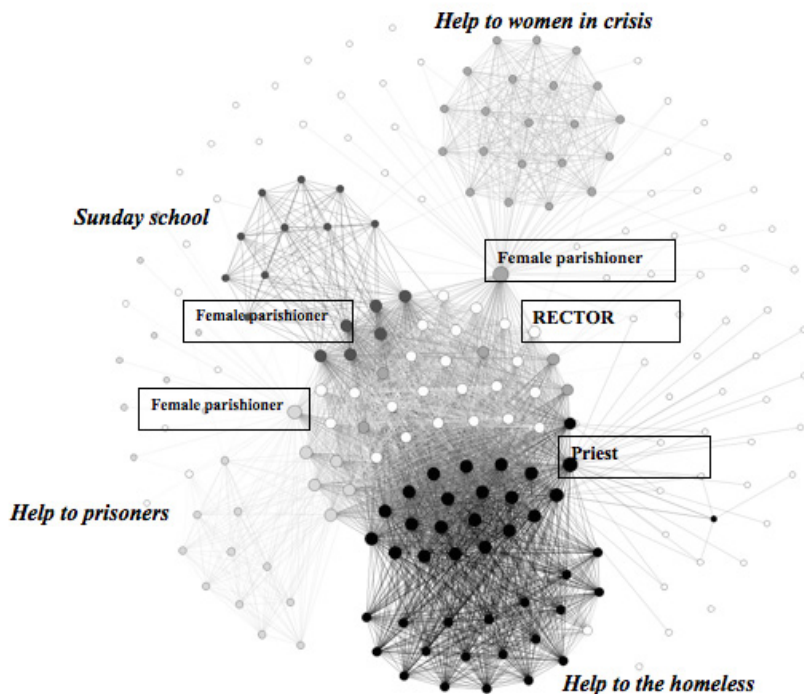 Help to women in crisis
Sunday school
Female parishioner
Female parishioner
RECTOR
Female parishioner
Priest
Help to prisoners
Help to the homeless